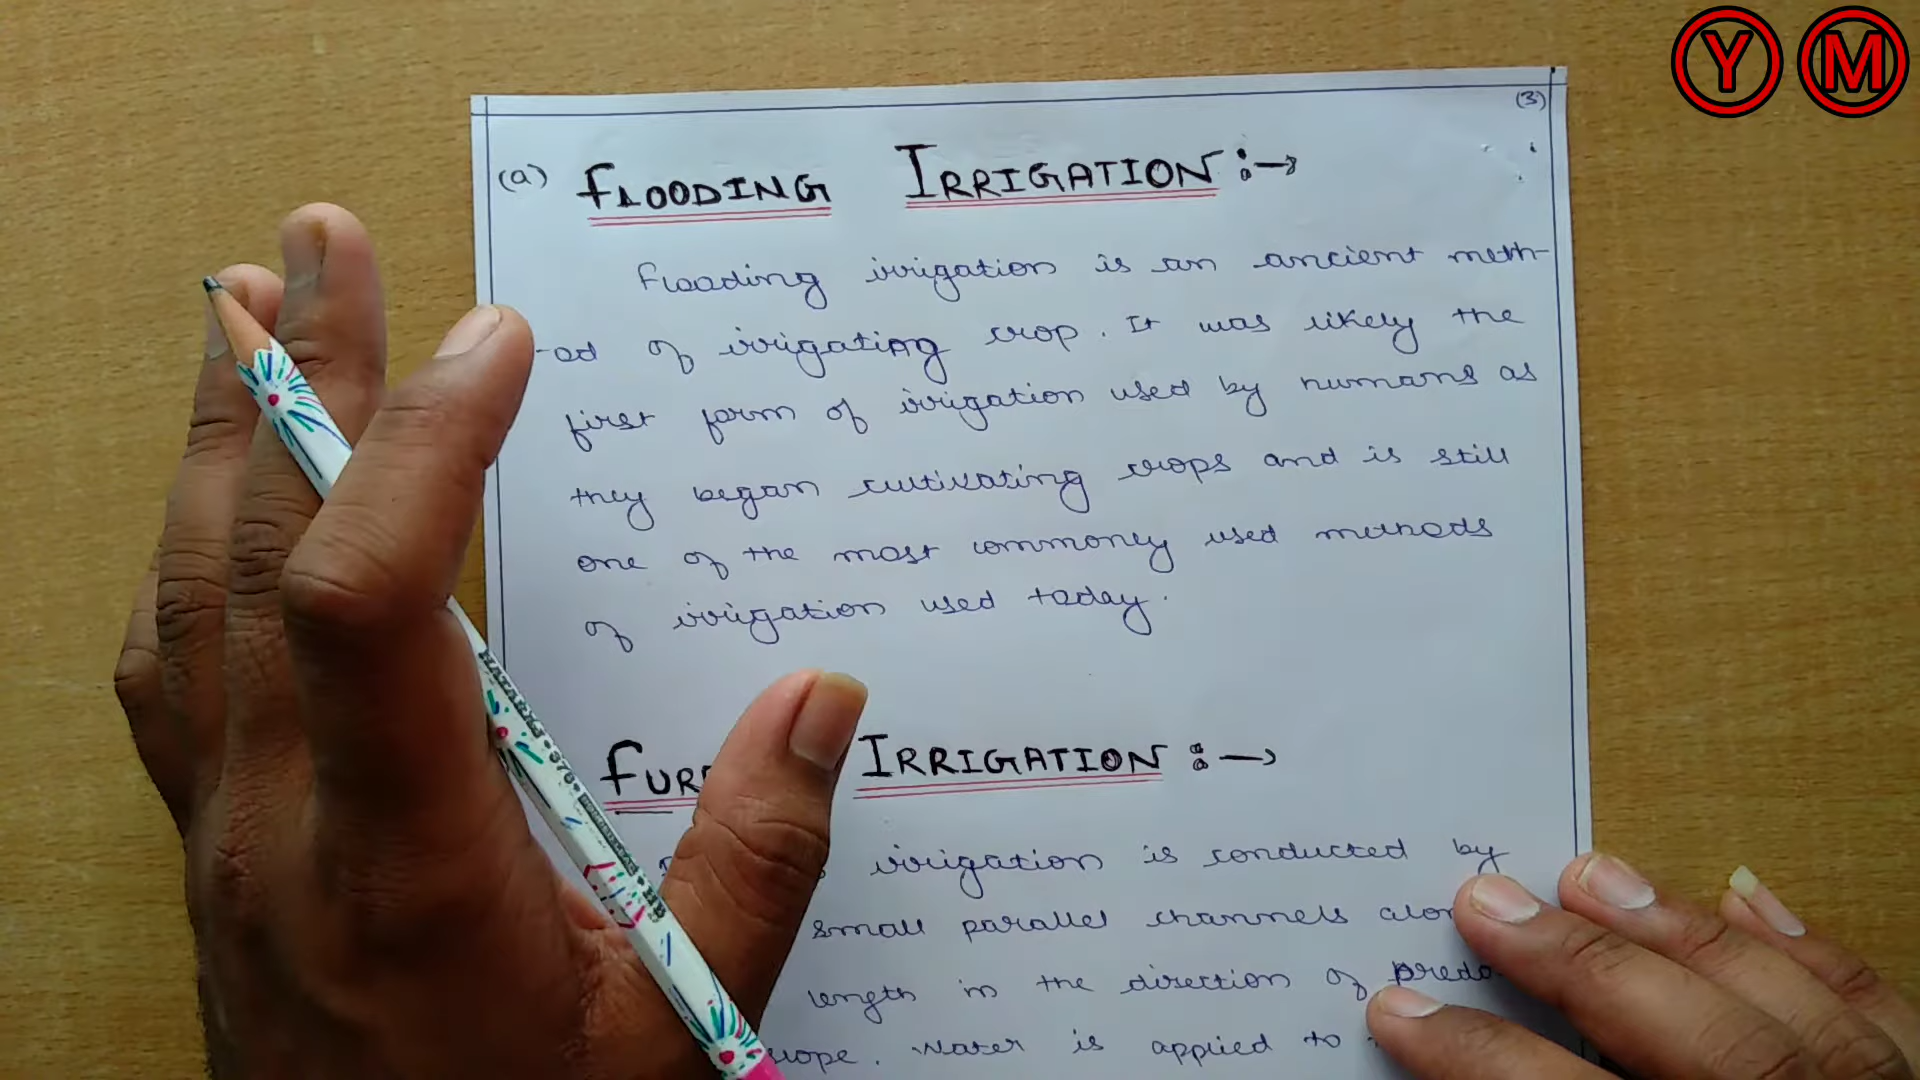 Y M
(3)
(a) FLOODING IRRIGATION :→
Flooding irrigation is an ancient meth-
-od of irrigating crop. It was likely the
first form of irrigation used by humans as
they began cultivating crops and is still
one of the most commonly used methods
of irrigation used today.
IRRIGATION :→
irrigation is conducted by
small parallel channels
length in the direction of
slope. Water is applied to
NATARAJ
HB